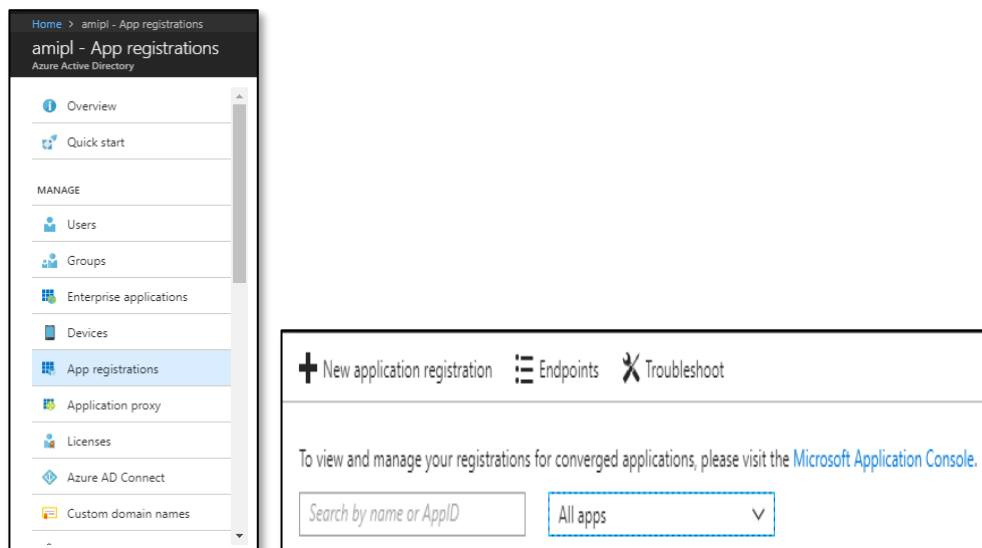 Home > amipl - App registrations
amipl - App registrations
Azure Active Directory
Overview
Quick start
MANAGE
Users
Groups
Enterprise applications
Devices
App registrations
Application proxy
Licenses
Azure AD Connect
Custom domain names
New application registration Endpoints Troubleshoot
To view and manage your registrations for converged applications, please visit the Microsoft Application Console.
Search by name or AppID All apps